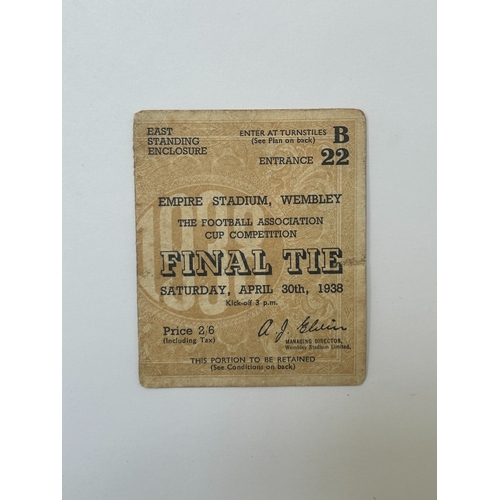 EAST
STANDING
ENCLOSURE
ENTER AT TURNSTILES B
(See Plan on back)
ENTRANCE 22
EMPIRE STADIUM, WEMBLEY
THE FOOTBALL ASSOCIATION
CUP COMPETITION
FINAL TIE
SATURDAY, APRIL 30th, 1938
Kick-off 3 p.m.
Price 2/6
(Including Tax)
A. J. Elvin
MANAGING DIRECTOR,
Wembley Stadium Limited.
THIS PORTION TO BE RETAINED
(See Conditions on back)